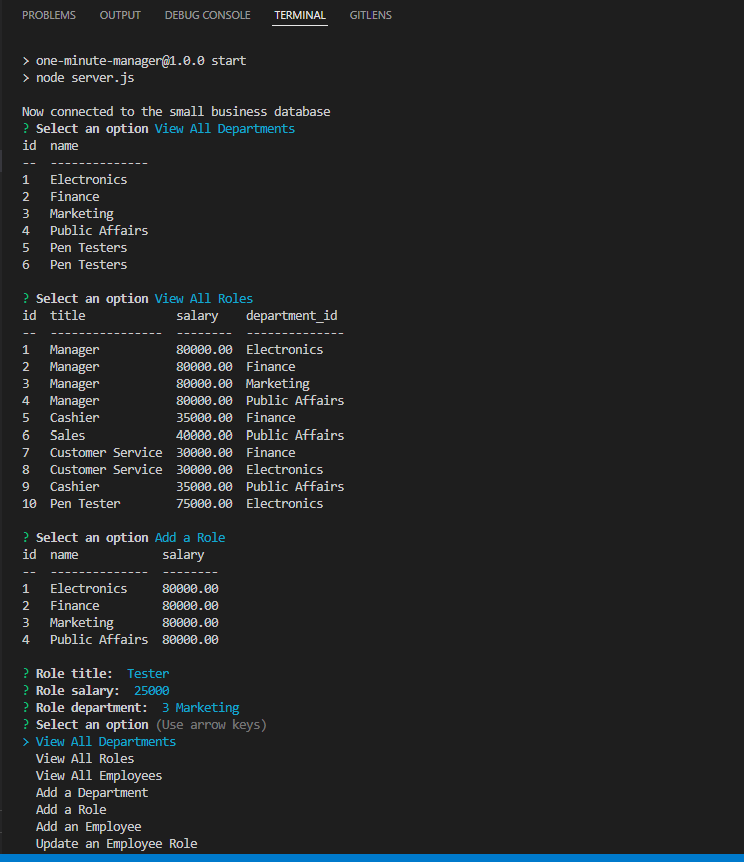 PROBLEMS OUTPUT DEBUG CONSOLE TERMINAL GITLENS
> one-minute-manager@1.0.0 start
> node server.js
Now connected to the small business database
? Select an option View All Departments
id  name
--  --------------
1   Electronics
2   Finance
3   Marketing
4   Public Affairs
5   Pen Testers
6   Pen Testers
? Select an option View All Roles
id  title             salary    department_id
--  ----------------  --------  --------------
1   Manager           80000.00  Electronics
2   Manager           80000.00  Finance
3   Manager           80000.00  Marketing
4   Manager           80000.00  Public Affairs
5   Cashier           35000.00  Finance
6   Sales             40000.00  Public Affairs
7   Customer Service  30000.00  Finance
8   Customer Service  30000.00  Electronics
9   Cashier           35000.00  Public Affairs
10  Pen Tester        75000.00  Electronics
? Select an option Add a Role
id  name            salary
--  --------------  --------
1   Electronics     80000.00
2   Finance         80000.00
3   Marketing       80000.00
4   Public Affairs  80000.00
? Role title:  Tester
? Role salary:  25000
? Role department:  3 Marketing
? Select an option (Use arrow keys)
> View All Departments
  View All Roles
  View All Employees
  Add a Department
  Add a Role
  Add an Employee
  Update an Employee Role